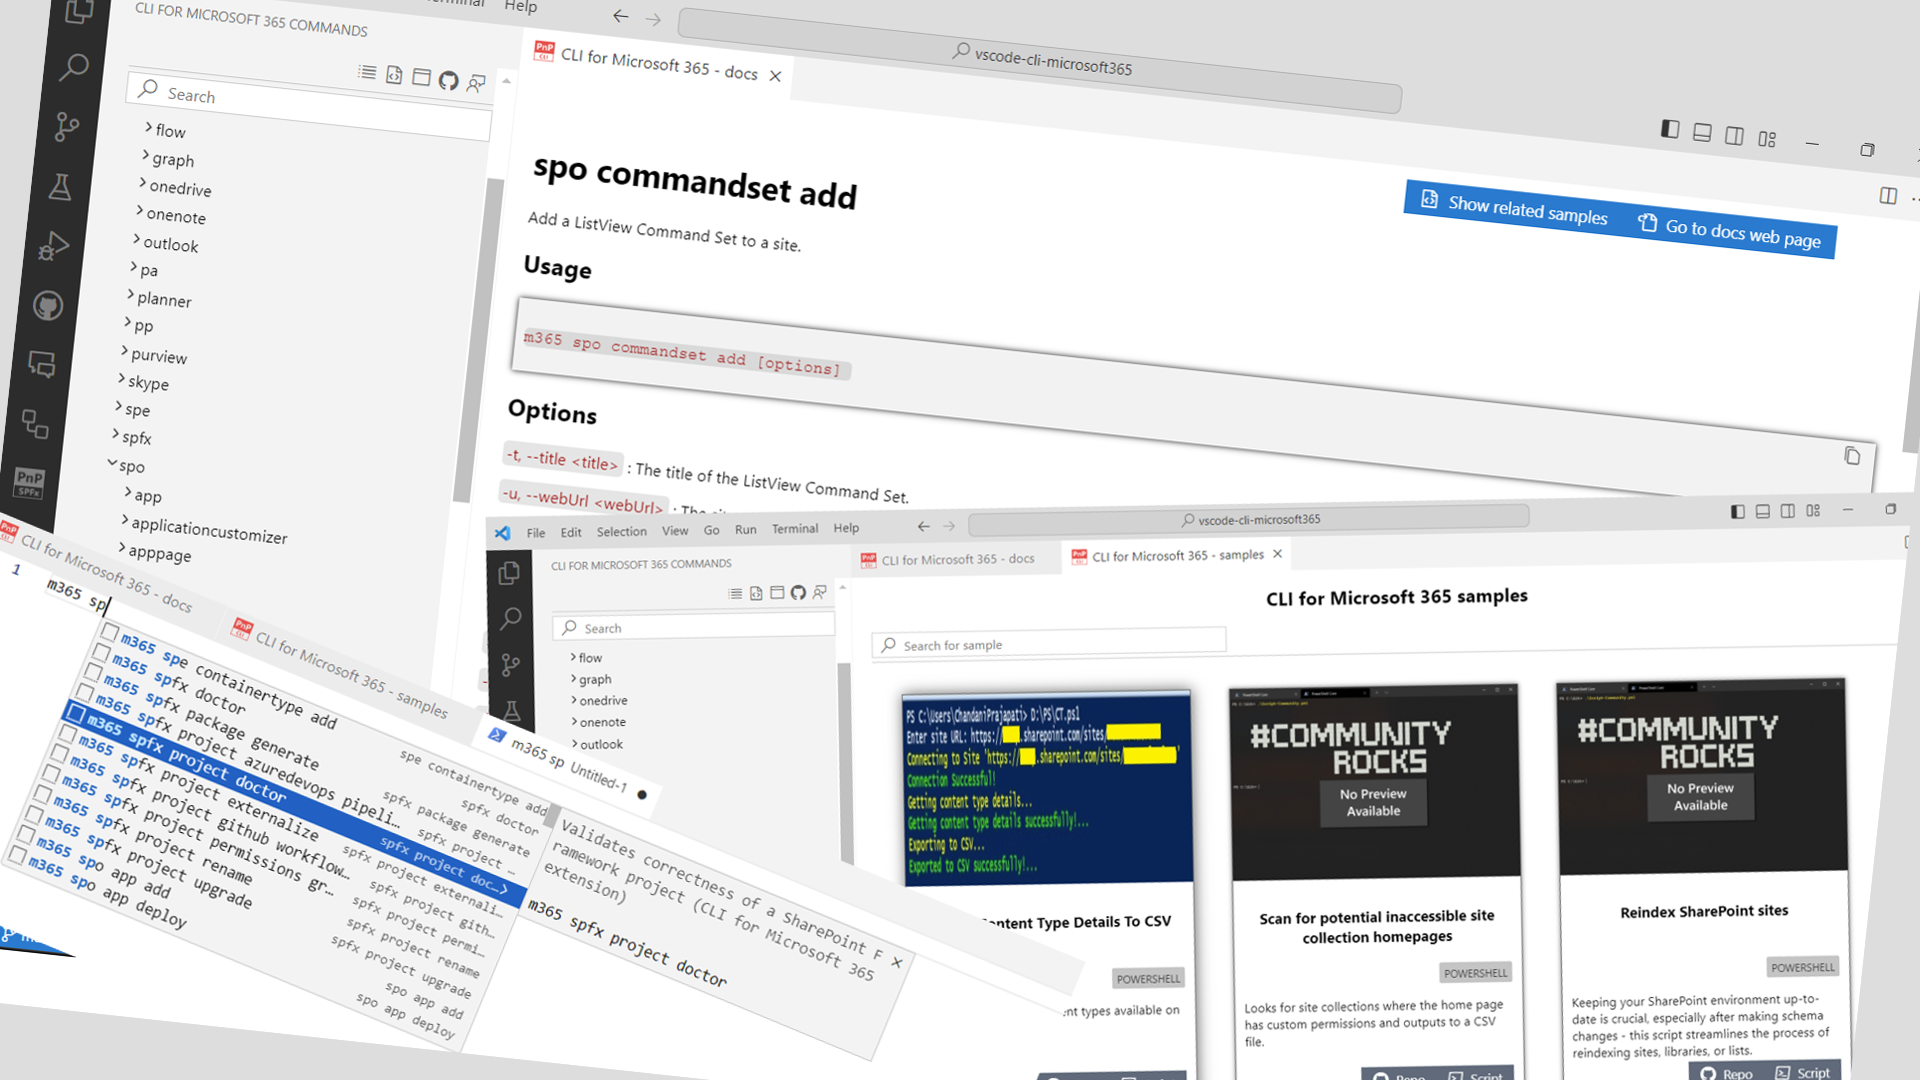 Help
vscode-cli-microsoft365
CLI FOR MICROSOFT 365 COMMANDS
Search
flow
graph
onedrive
onenote
outlook
pa
planner
pp
purview
skype
spe
spfx
spo
app
applicationcustomizer
apppage
PnP
SPFx
PnP
CLI
CLI for Microsoft 365 - docs
spo commandset add
Show related samples
Go to docs web page
Add a ListView Command Set to a site.
Usage
m365 spo commandset add [options]
Options
-t, --title <title> : The title of the ListView Command Set.
-u, --webUrl <webUrl> :
File Edit Selection View Go Run Terminal Help
vscode-cli-microsoft365
CLI FOR MICROSOFT 365 COMMANDS
Search
flow
graph
onedrive
onenote
outlook
CLI for Microsoft 365 - docs
CLI for Microsoft 365 - samples
CLI for Microsoft 365 samples
Search for sample
PS C:\Users\ChandaniPrajapati> D:\PS\CT.ps1
Enter site URL: https:// .sharepoint.com/sites/
Connecting to Site 'https:// .sharepoint.com/sites/ '
Connection Successful!
Getting content type details...
Getting content type details successfully!...
Exporting to CSV...
Exported to CSV successfully!...
ontent Type Details To CSV
POWERSHELL
ent types available on
#COMMUNITY
ROCKS
No Preview
Available
Scan for potential inaccessible site
collection homepages
POWERSHELL
Looks for site collections where the home page
has custom permissions and outputs to a CSV
file.
Repo Script
#COMMUNITY
ROCKS
No Preview
Available
Reindex SharePoint sites
POWERSHELL
Keeping your SharePoint environment up-to-
date is crucial, especially after making schema
changes - this script streamlines the process of
reindexing sites, libraries, or lists.
Repo Script
CLI for Microsoft 365 - docs
CLI for Microsoft 365 - samples
m365 sp Untitled-1
1 m365 sp
m365 spe containertype add spe containertype add
m365 spfx doctor spfx doctor
m365 spfx package generate spfx package generate
m365 spfx project azuredevops pipeli... spfx project ...
m365 spfx project doctor spfx project doc...
m365 spfx project externalize spfx project externali...
m365 spfx project github workflow... spfx project gith...
m365 spfx project permissions gr... spfx project permi...
m365 spfx project rename spfx project rename
m365 spfx project upgrade spfx project upgrade
m365 spo app add spo app add
m365 spo app deploy spo app deploy
Validates correctness of a SharePoint F
ramework project (CLI for Microsoft 365
extension)
m365 spfx project doctor